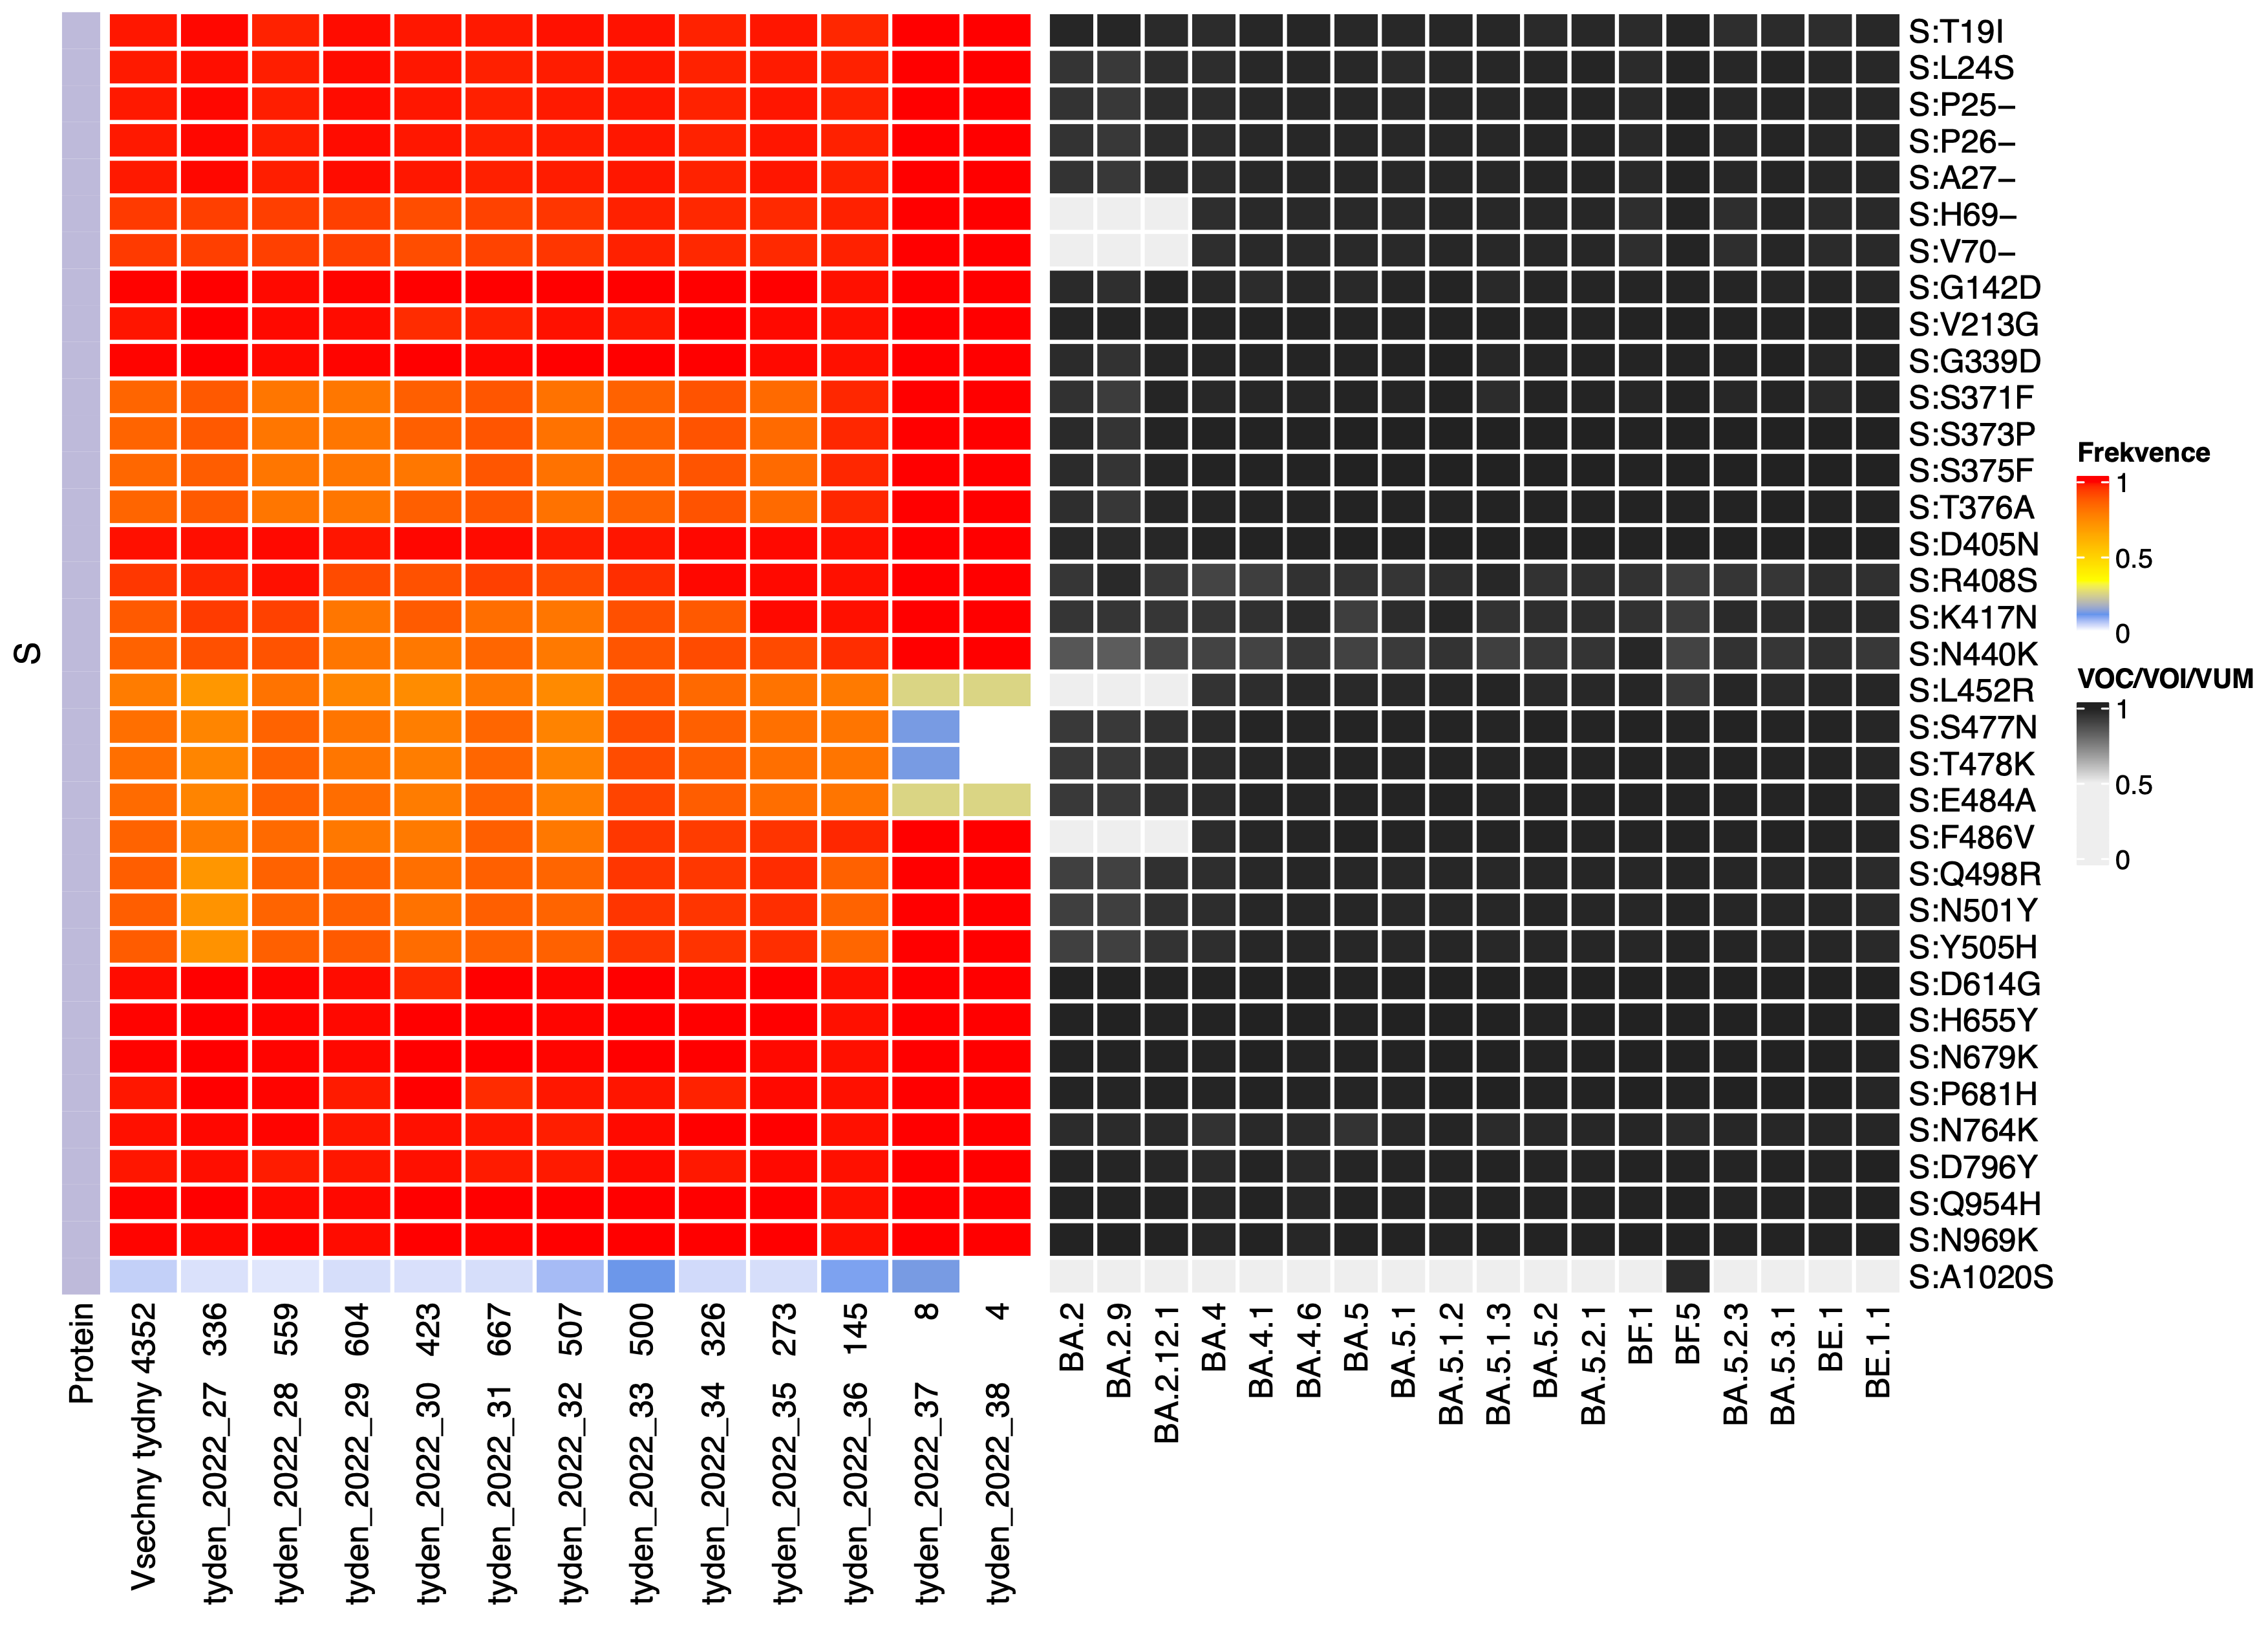 S:T19I
S:L24S
S:P25−
S:P26−
S:A27−
S:H69−
S:V70−
S:G142D
S:V213G
S:G339D
S:S371F
S:S373P
S:S375F
S:T376A
S:D405N
S:R408S
S:K417N
S:N440K
S:L452R
S:S477N
S:T478K
S:E484A
S:F486V
S:Q498R
S:N501Y
S:Y505H
S:D614G
S:H655Y
S:N679K
S:P681H
S:N764K
S:D796Y
S:Q954H
S:N969K
S:A1020S
S
Protein
Vsechny tydny 4352
tyden_2022_27 336
tyden_2022_28 559
tyden_2022_29 604
tyden_2022_30 423
tyden_2022_31 667
tyden_2022_32 507
tyden_2022_33 500
tyden_2022_34 326
tyden_2022_35 273
tyden_2022_36 145
tyden_2022_37 8
tyden_2022_38 4
BA.2
BA.2.9
BA.2.12.1
BA.4
BA.4.1
BA.4.6
BA.5
BA.5.1
BA.5.1.2
BA.5.1.3
BA.5.2
BA.5.2.1
BF.1
BF.5
BA.5.2.3
BA.5.3.1
BE.1
BE.1.1
Frekvence
1
0.5
0
VOC/VOI/VUM
1
0.5
0